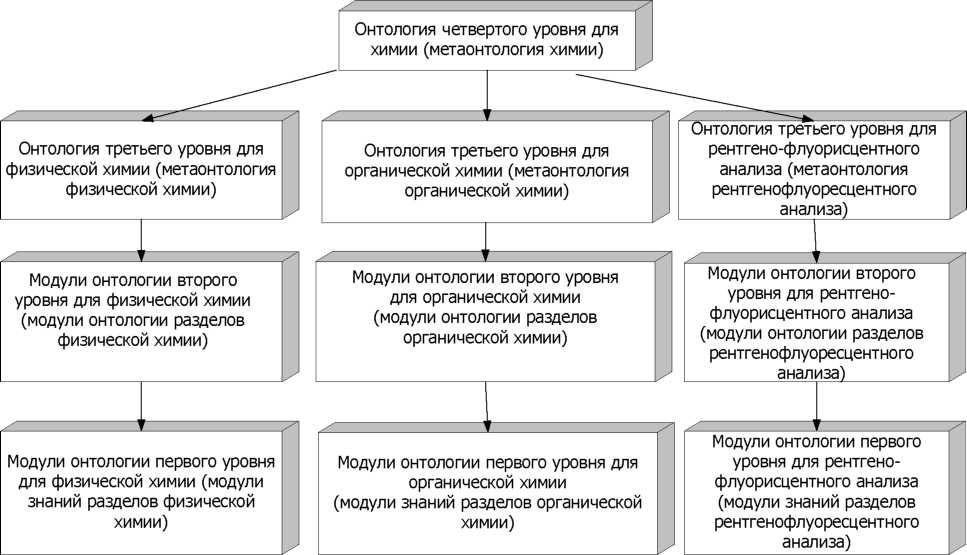 Онтология четвертого уровня для
химии (метаонтология химии)
Онтология третьего уровня для
физической химии (метаонтология
физической химии)
Онтология третьего уровня для
органической химии (метаонтология
органической химии)
Онтология третьего уровня для
рентгено-флуорисцентного
анализа (метаонтология
рентгенофлуоресцентного
анализа)
Модули онтологии второго
уровня для физической химии
(модули онтологии разделов
физической химии)
Модули онтологии второго уровня
для органической химии
(модули онтологии разделов
органической химии)
Модули онтологии второго
уровня для рентгено-
флуорисцентного анализа
(модули онтологии разделов
рентгенофлуоресцентного
анализа)
Модули онтологии первого уровня
для физической химии (модули
знаний разделов физической
химии)
Модули онтологии первого уровня для
органической химии
(модули знаний разделов органической
химии)
Модули онтологии первого
уровня для рентгено-
флуорисцентного анализа
(модули знаний разделов
рентгенофлуоресцентного
анализа)